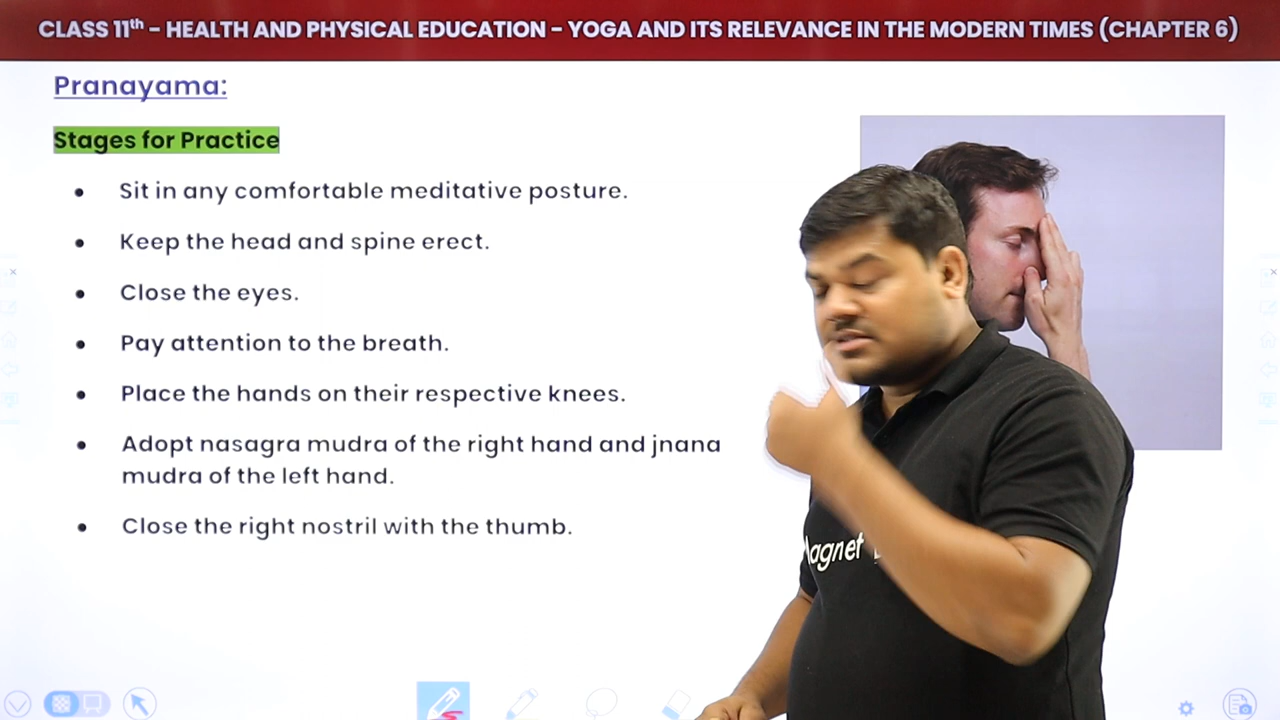 CLASS 11th - HEALTH AND PHYSICAL EDUCATION - YOGA AND ITS RELEVANCE IN THE MODERN TIMES (CHAPTER 6)
Pranayama:
Stages for Practice
• Sit in any comfortable meditative posture.
• Keep the head and spine erect.
• Close the eyes.
• Pay attention to the breath.
• Place the hands on their respective knees.
• Adopt nasagra mudra of the right hand and jnana
mudra of the left hand.
• Close the right nostril with the thumb.